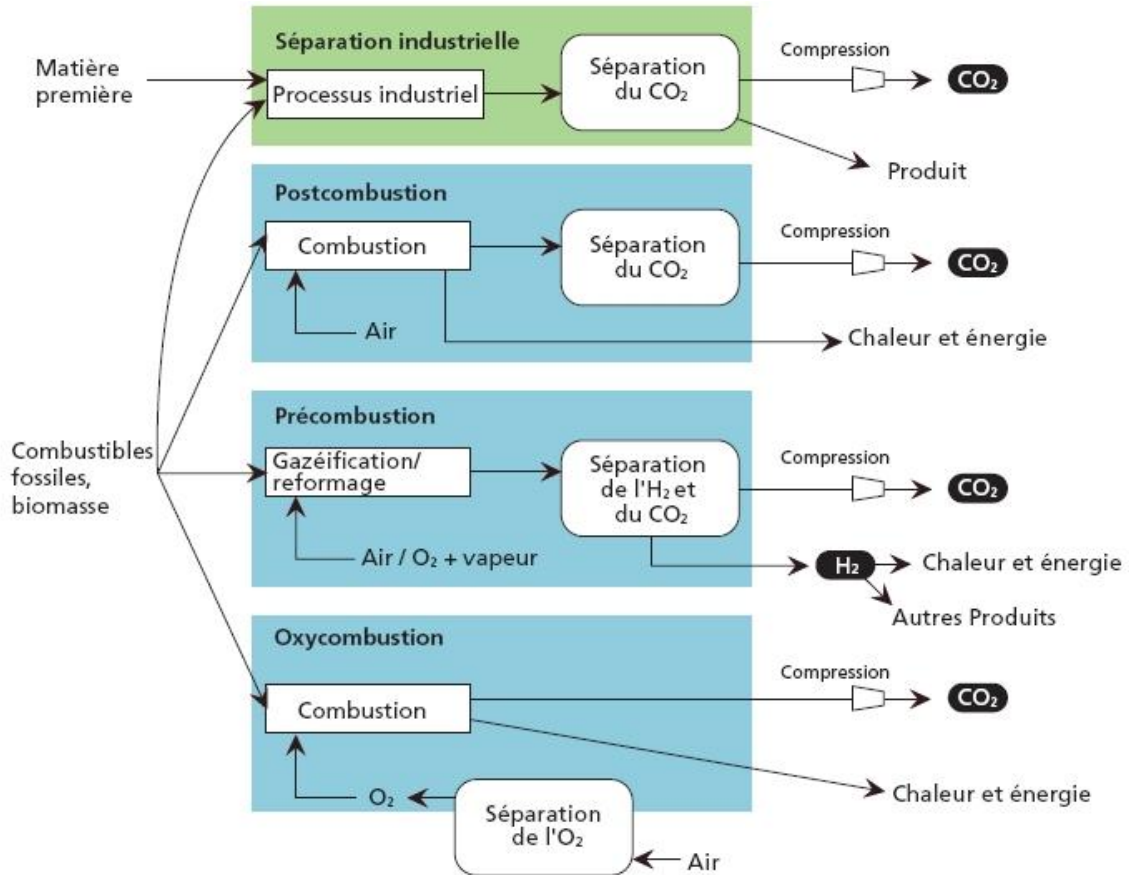 Séparation industrielle
Matière
première
Processus industriel
Séparation
du CO₂
Compression
CO₂
Produit
Postcombustion
Combustion
Séparation
du CO₂
Compression
CO₂
Air
Chaleur et énergie
Combustibles
fossiles,
biomasse
Précombustion
Gazéification/
reformage
Séparation
de l'H₂ et
du CO₂
Compression
CO₂
Air / O₂ + vapeur
H₂
Chaleur et énergie
Autres Produits
Oxycombustion
Combustion
Compression
CO₂
Chaleur et énergie
O₂
Séparation
de l'O₂
Air